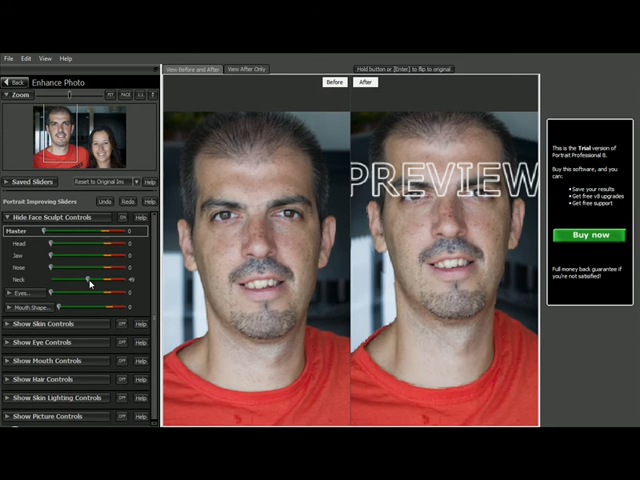 File Edit View Help
Back Enhance Photo
Zoom FIT FACE 1:1
Saved Sliders Reset to Original Ima Help
Portrait Improving Sliders Undo Redo Help
Hide Face Sculpt Controls On Help
Master 0
Head 0
Jaw 0
Nose 0
Neck 49
Eyes.. 0
Mouth Shape.. 0
Show Skin Controls Off Help
Show Eye Controls Off Help
Show Mouth Controls Off Help
Show Hair Controls Off Help
Show Skin Lighting Controls Off Help
Show Picture Controls Off Help
View Before and After View After Only Hold button or [Enter] to flip to original
Before After
PREVIEW
This is the Trial version of
Portrait Professional 8.
Buy this software, and you
can:
• Save your results
• Get free v8 upgrades
• Get free support
Buy now
Full money back guarantee if
you're not satisfied!